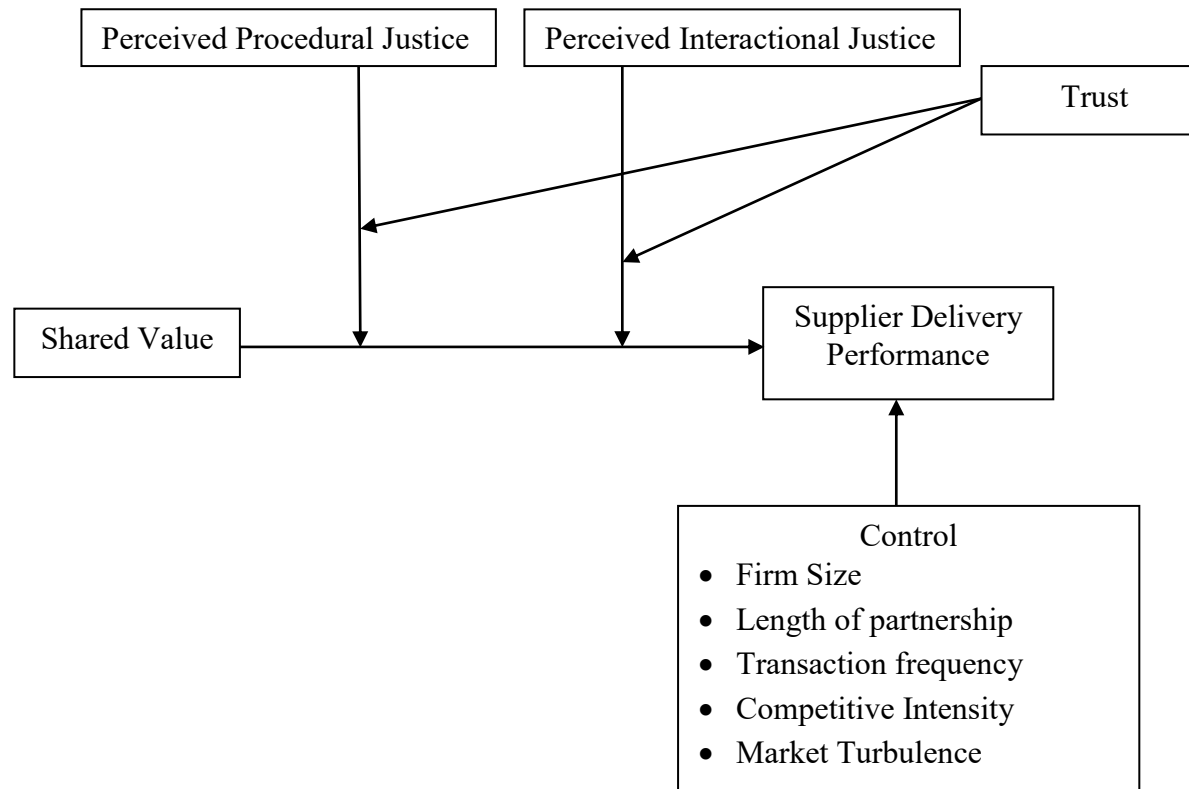 Perceived Procedural Justice
Perceived Interactional Justice
Trust
Shared Value
Supplier Delivery
Performance
Control
• Firm Size
• Length of partnership
• Transaction frequency
• Competitive Intensity
• Market Turbulence